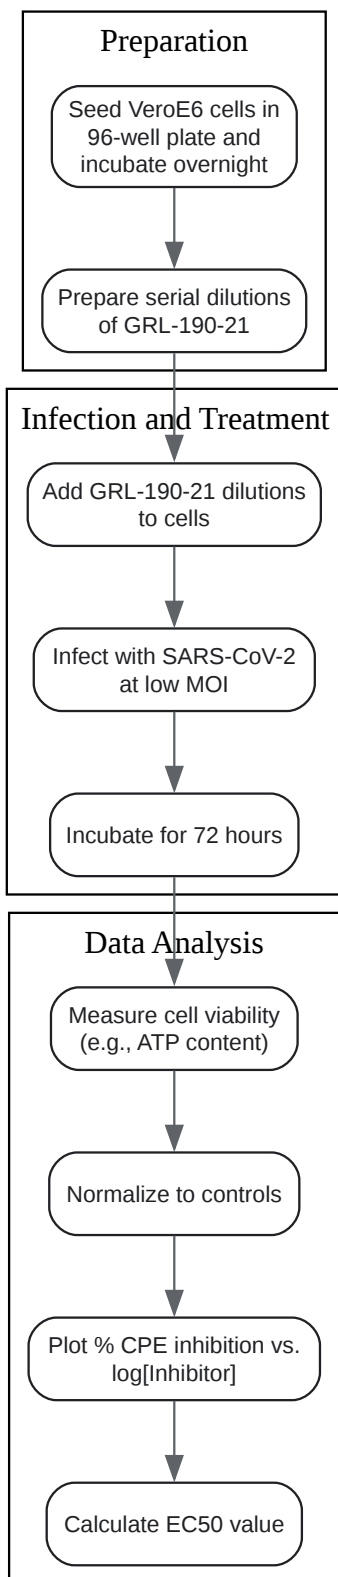 Preparation
Seed VeroE6 cells in
96-well plate and
incubate overnight
Prepare serial dilutions
of GRL-190-21
Infection and Treatment
Add GRL-190-21 dilutions
to cells
Infect with SARS-CoV-2
at low MOI
Incubate for 72 hours
Data Analysis
Measure cell viability
(e.g., ATP content)
Normalize to controls
Plot % CPE inhibition vs.
log[Inhibitor]
Calculate EC50 value